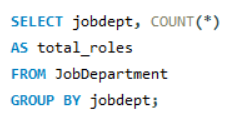 SELECT jobdept, COUNT(*)
AS total_roles
FROM JobDepartment
GROUP BY jobdept;